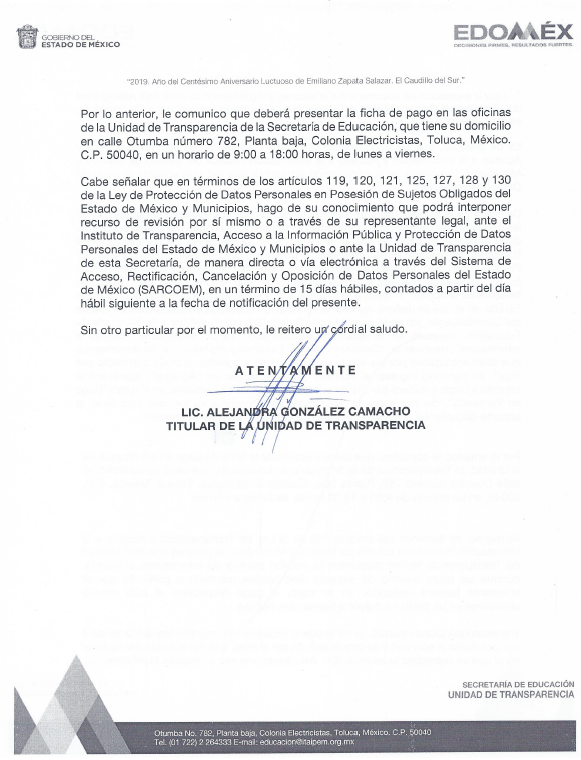 GOBIERNO DEL
ESTADO DE MÉXICO
EDOMÉX
DECISIONES FIRMES, RESULTADOS FUERTES.
"2019. Año del Centésimo Aniversario Luctuoso de Emiliano Zapata Salazar. El Caudillo del Sur."
Por lo anterior, le comunico que deberá presentar la ficha de pago en las oficinas
de la Unidad de Transparencia de la Secretaría de Educación, que tiene su domicilio
en calle Otumba número 782, Planta baja, Colonia Electricistas, Toluca, México.
C.P. 50040, en un horario de 9:00 a 18:00 horas, de lunes a viernes.
Cabe señalar que en términos de los artículos 119, 120, 121, 125, 127, 128 y 130
de la Ley de Protección de Datos Personales en Posesión de Sujetos Obligados del
Estado de México y Municipios, hago de su conocimiento que podrá interponer
recurso de revisión por sí mismo o a través de su representante legal, ante el
Instituto de Transparencia, Acceso a la Información Pública y Protección de Datos
Personales del Estado de México y Municipios o ante la Unidad de Transparencia
de esta Secretaría, de manera directa o vía electrónica a través del Sistema de
Acceso, Rectificación, Cancelación y Oposición de Datos Personales del Estado
de México (SARCOEM), en un término de 15 días hábiles, contados a partir del día
hábil siguiente a la fecha de notificación del presente.
Sin otro particular por el momento, le reitero un cordial saludo.
A T E N T A M E N T E
LIC. ALEJANDRA GONZÁLEZ CAMACHO
TITULAR DE LA UNIDAD DE TRANSPARENCIA
SECRETARÍA DE EDUCACIÓN
UNIDAD DE TRANSPARENCIA
Otumba No. 782, Planta baja, Colonia Electricistas, Toluca, México. C.P. 50040
Tel. (01 722) 2 264333 E-mail: educacion@itaipem.org.mx